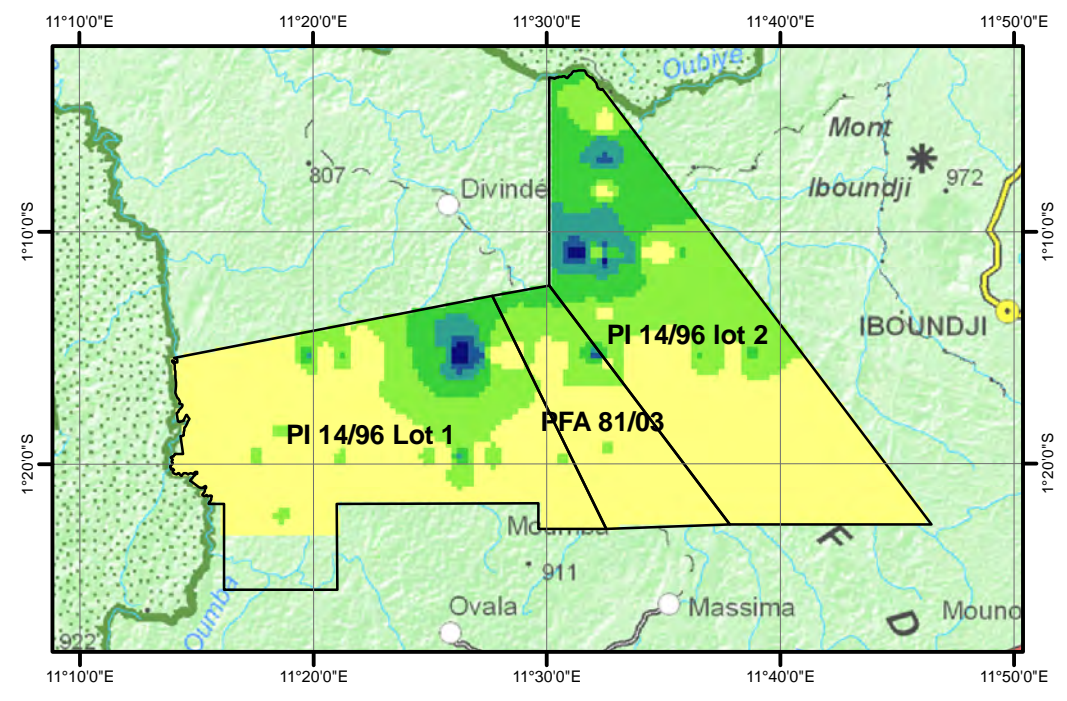 11°10'0"E 11°20'0"E 11°30'0"E 11°40'0"E 11°50'0"E
Oubiye
Mont
Iboundji
972
807
Divindé
1°10'0"S 1°10'0"S
IBOUNDJI
PI 14/96 lot 2
PFA 81/03
PI 14/96 Lot 1
1°20'0"S 1°20'0"S
Moumba
F
911
Oumba
Ovala
Massima
D
Mouno
922
11°10'0"E 11°20'0"E 11°30'0"E 11°40'0"E 11°50'0"E